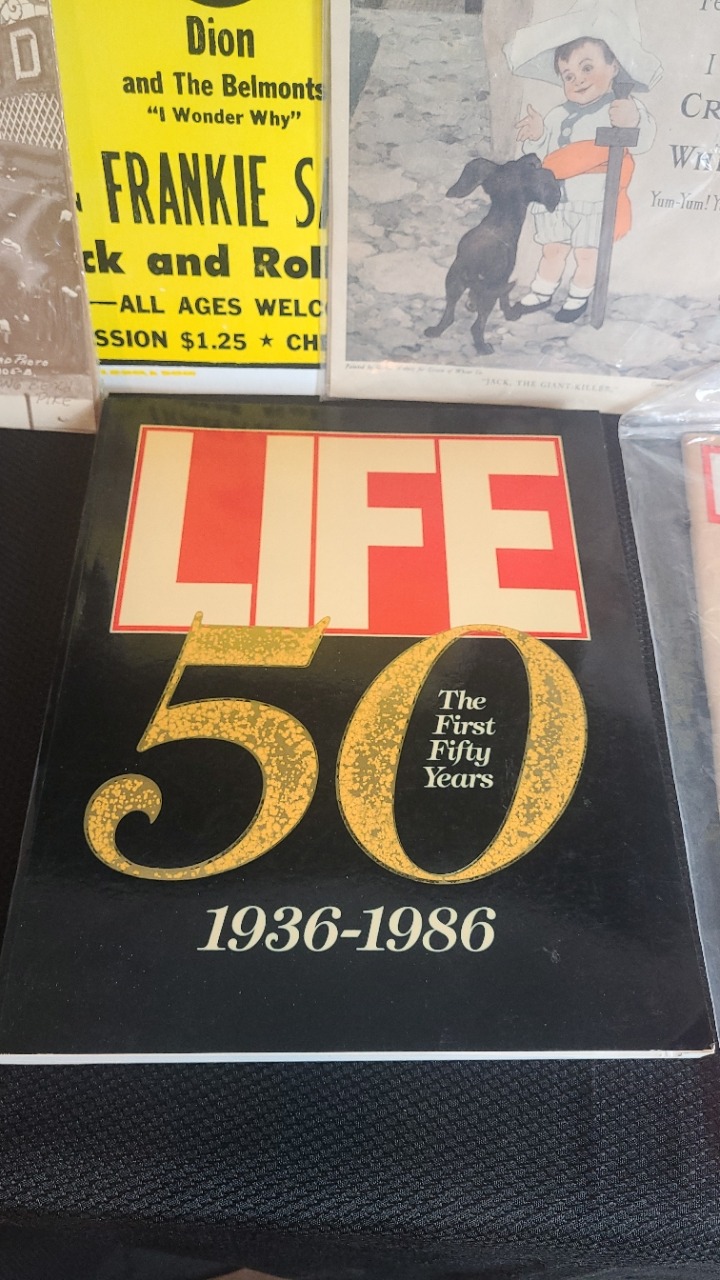 D
Dion
and The Belmonts
"I Wonder Why"
FRANKIE S
ck and Rol
—ALL AGES WELC
SSION $1.25 ★ CH
I
CR
WH
Yum-Yum! Y
"JACK, THE GIANT-KILLER."
LIFE
50
The
First
Fifty
Years
1936-1986